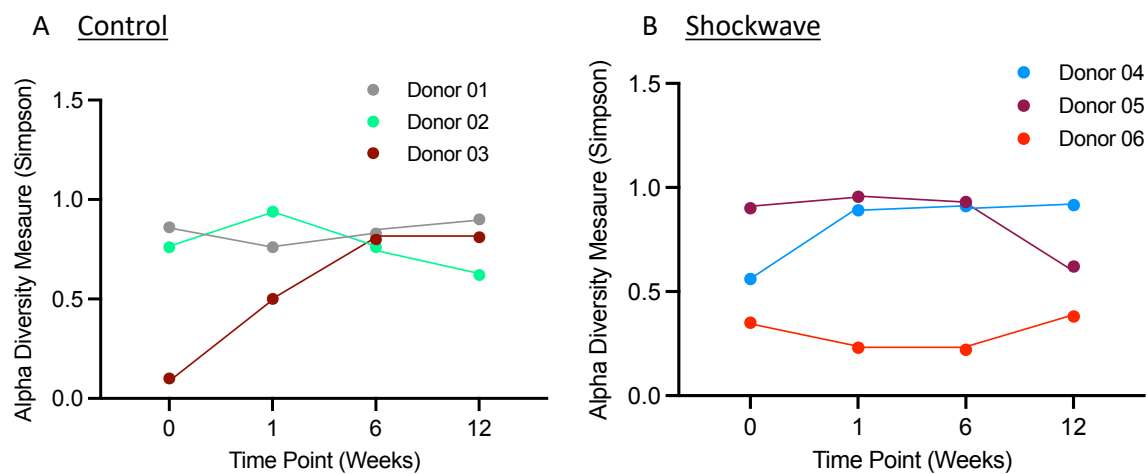 A Control
Alpha Diversity Mesaure (Simpson)
1.5
1.0
0.5
0.0
Donor 01
Donor 02
Donor 03
0 1 6 12
Time Point (Weeks)
B Shockwave
Alpha Diversity Mesaure (Simpson)
1.5
1.0
0.5
0.0
Donor 04
Donor 05
Donor 06
0 1 6 12
Time Point (Weeks)